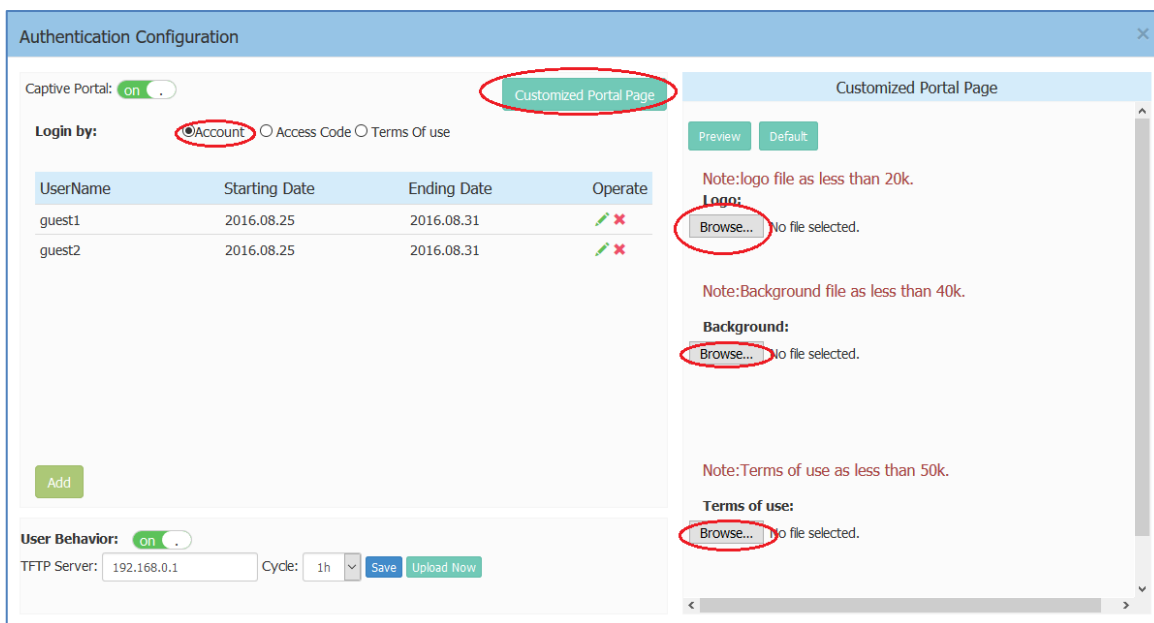 Authentication Configuration
Captive Portal: on .
Customized Portal Page
Login by: Account Access Code Terms Of use
UserName Starting Date Ending Date Operate
guest1 2016.08.25 2016.08.31
guest2 2016.08.25 2016.08.31
Add
User Behavior: on .
TFTP Server: 192.168.0.1 Cycle: 1h Save Upload Now
Customized Portal Page
Preview Default
Note:logo file as less than 20k.
Logo:
Browse... No file selected.
Note:Background file as less than 40k.
Background:
Browse... No file selected.
Note:Terms of use as less than 50k.
Terms of use:
Browse... No file selected.